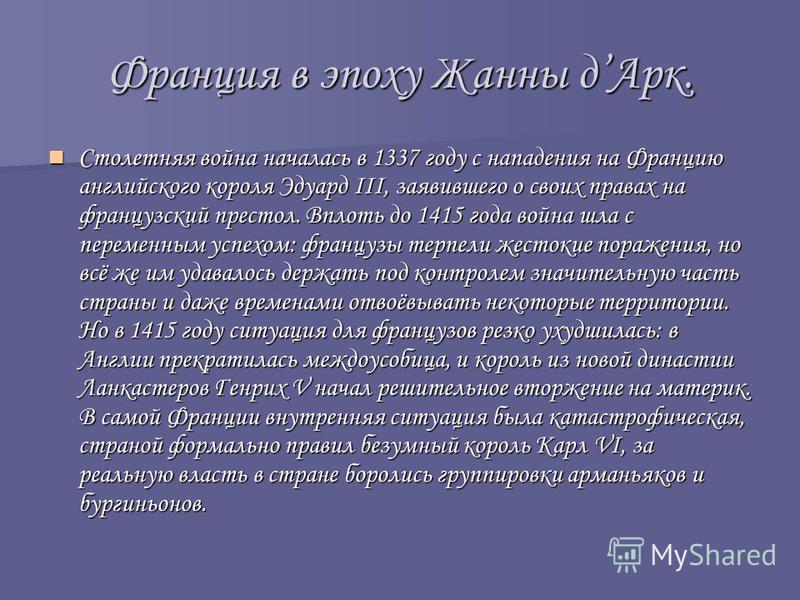 Франция в эпоху Жанны д’Арк.
Столетняя война началась в 1337 году с нападения на Францию
английского короля Эдуард III, заявившего о своих правах на
французский престол. Вплоть до 1415 года война шла с
переменным успехом: французы терпели жестокие поражения, но
всё же им удавалось держать под контролем значительную часть
страны и даже временами отвоёвывать некоторые территории.
Но в 1415 году ситуация для французов резко ухудшилась: в
Англии прекратилась междоусобица, и король из новой династии
Ланкастеров Генрих V начал решительное вторжение на материк.
В самой Франции внутренняя ситуация была катастрофическая,
страной формально правил безумный король Карл VI, за
реальную власть в стране боролись группировки арманьяков и
бургиньонов.
MyShared